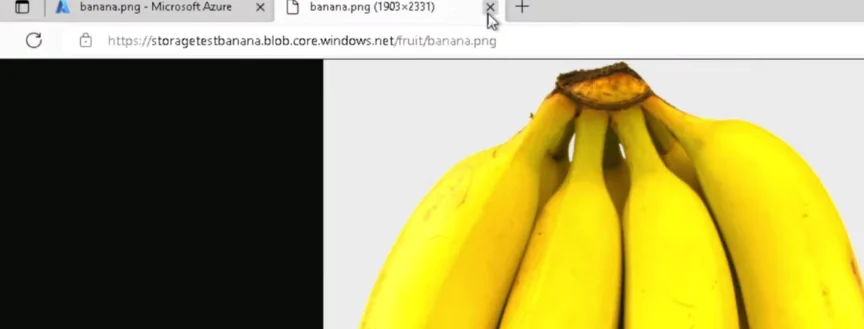 banana.png - Microsoft Azure
banana.png (1903×2331)
https://storagetestbanana.blob.core.windows.net/fruit/banana.png